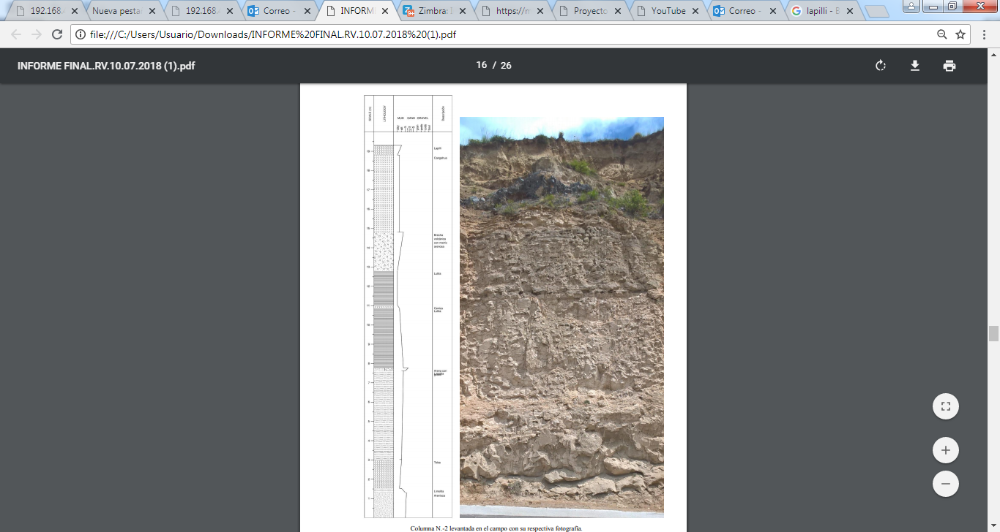 192.168.
Nueva pesta
192.168.
Correo -
INFORM
Zimbra:
https://m
Proyecto
YouTube
Correo -
lapilli - B
file:///C:/Users/Usuario/Downloads/INFORME%20FINAL.RV.10.07.2018%20(1).pdf
INFORME FINAL.RV.10.07.2018 (1).pdf
16 / 26
SCALE (m)
LITHOLOGY
MUD SAND GRAVEL
Descripción
Lapilli
Cangahua
Brecha
volcánica
con matriz
arenosa
Lutita
Ceniza
Lutita
Arena con
Toba
Limolita
Arenisca
19
18
17
16
15
14
13
12
11
10
9
8
7
6
5
4
3
2
1
Columna N.-2 levantada en el campo con su respectiva fotografía.